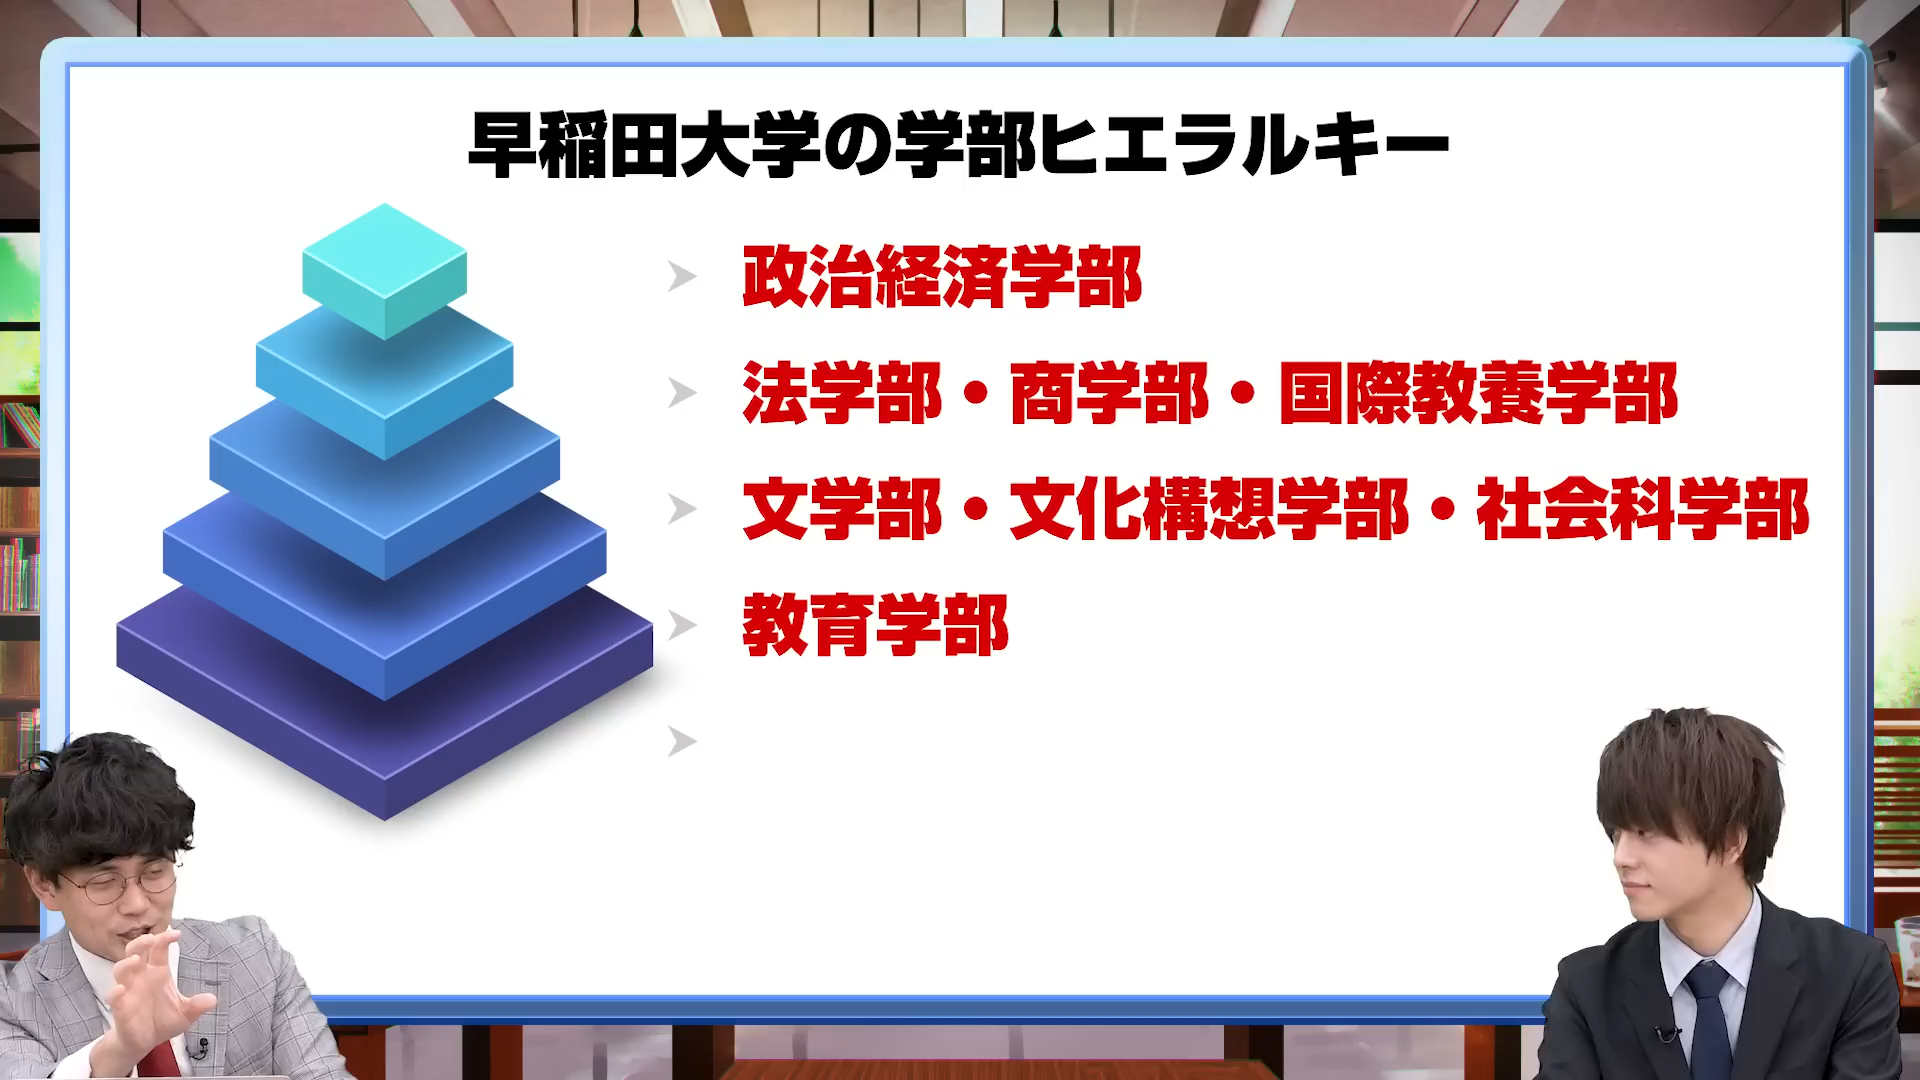 早稲田大学の学部ヒエラルキー
政治経済学部
法学部・商学部・国際教養学部
文学部・文化構想学部・社会科学部
教育学部